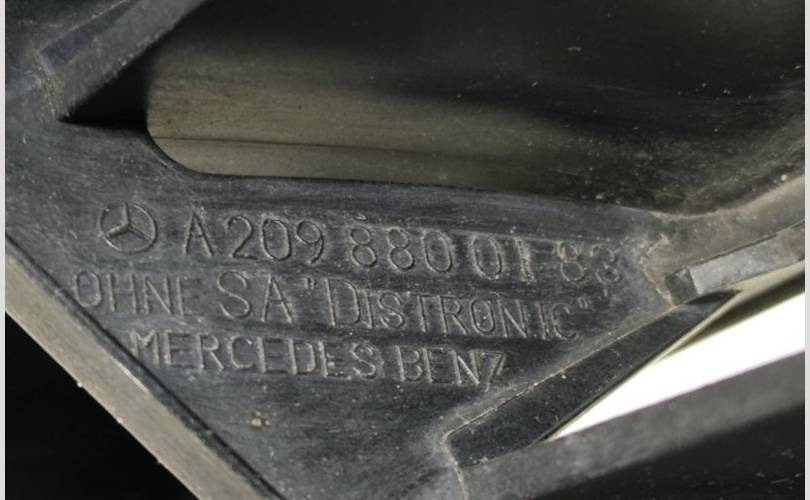 A 209 880 01 83
OHNE SA "DISTRONIC"
MERCEDES BENZ